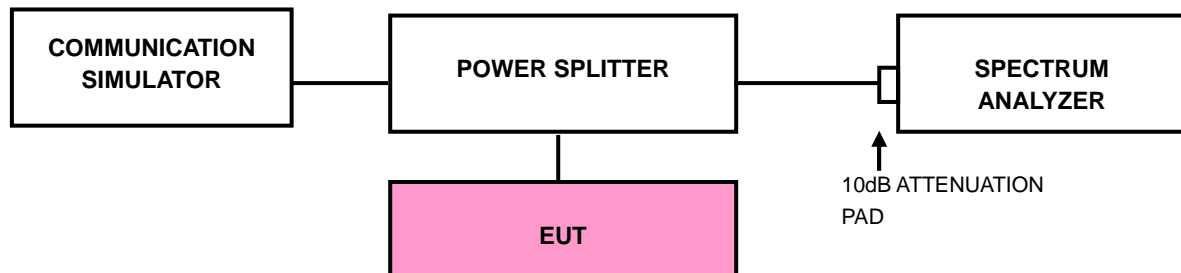 COMMUNICATION
SIMULATOR
POWER SPLITTER
SPECTRUM
ANALYZER
10dB ATTENUATION
PAD
EUT